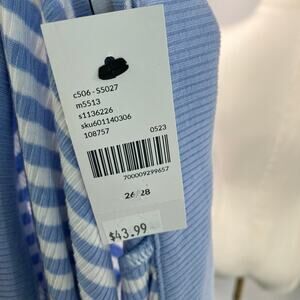 c506 - S5027
m5513
s1136226
sku601140306
108757 0523
700009299657
26/28
$43.99